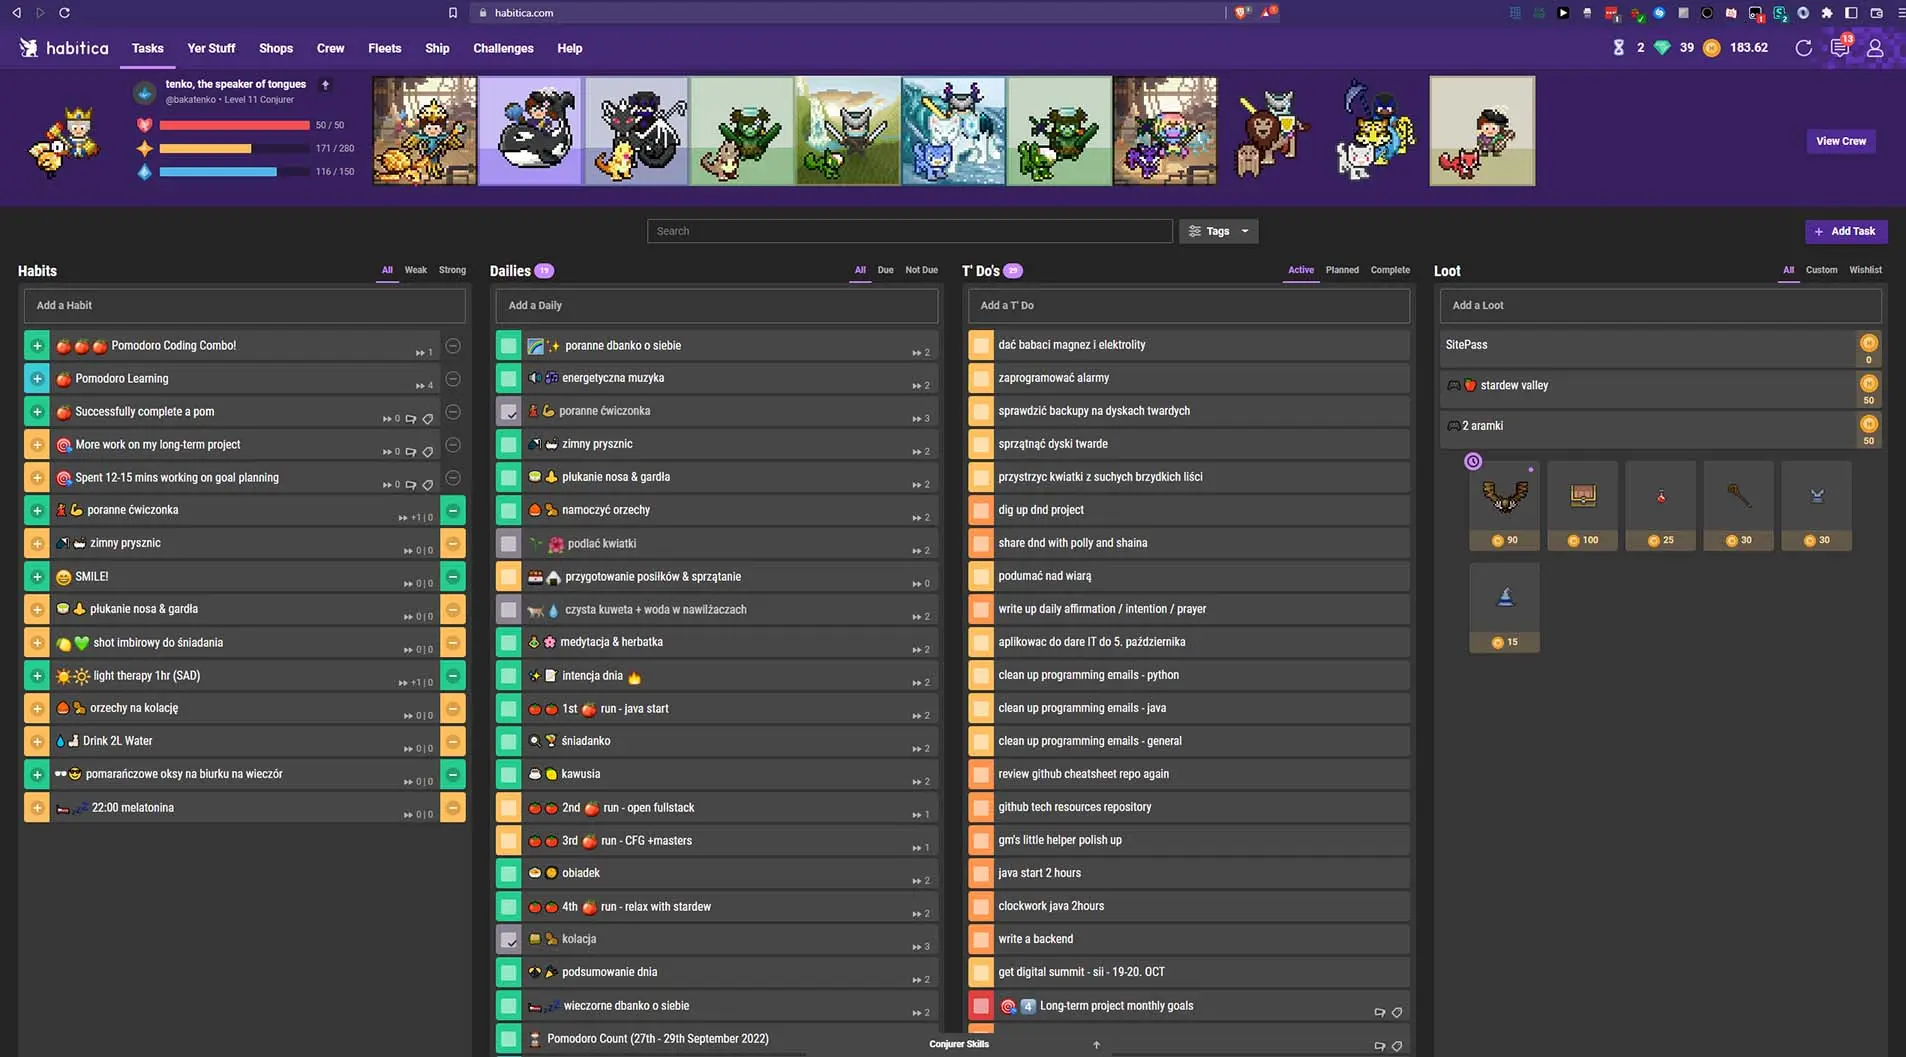 habitica.com
habitica
Tasks
Yer Stuff
Shops
Crew
Fleets
Ship
Challenges
Help
2
39
183.62
13
tenko, the speaker of tongues
@bakatenko • Level 11 Conjurer
50 / 50
171 / 280
116 / 150
View Crew
Search
Tags
+ Add Task
Habits
All
Weak
Strong
Add a Habit
Pomodoro Coding Combo!
1
Pomodoro Learning
4
Successfully complete a pom
0
More work on my long-term project
0
Spent 12-15 mins working on goal planning
0
poranne ćwiczonka
+1 | 0
zimny prysznic
0 | 0
SMILE!
0 | 0
płukanie nosa & gardła
0 | 0
shot imbirowy do śniadania
0 | 0
light therapy 1hr (SAD)
+1 | 0
orzechy na kolację
0 | 0
Drink 2L Water
0 | 0
pomarańczowe oksy na biurku na wieczór
0 | 0
22:00 melatonina
0 | 0
Dailies
19
All
Due
Not Due
Add a Daily
poranne dbanko o siebie
2
energetyczna muzyka
2
poranne ćwiczonka
3
zimny prysznic
2
płukanie nosa & gardła
2
namoczyć orzechy
2
podlać kwiatki
2
przygotowanie posiłków & sprzątanie
0
czysta kuweta + woda w nawilżaczach
2
medytacja & herbatka
2
intencja dnia
2
1st run - java start
2
śniadanko
2
kawusia
2
2nd run - open fullstack
1
3rd run - CFG +masters
1
obiadek
2
4th run - relax with stardew
2
kolacja
3
podsumowanie dnia
2
wieczorne dbanko o siebie
2
Pomodoro Count (27th - 29th September 2022)
T' Do's
29
Active
Planned
Complete
Add a T' Do
dać babaci magnez i elektrolity
zaprogramować alarmy
sprawdzić backupy na dyskach twardych
sprzątnąć dyski twarde
przystrzyc kwiatki z suchych brzydkich liści
dig up dnd project
share dnd with polly and shaina
podumać nad wiarą
write up daily affirmation / intention / prayer
aplikowac do dare IT do 5. października
clean up programming emails - python
clean up programming emails - java
clean up programming emails - general
review github cheatsheet repo again
github tech resources repository
gm's little helper polish up
java start 2 hours
clockwork java 2hours
write a backend
get digital summit - sii - 19-20. OCT
4 Long-term project monthly goals
Loot
All
Custom
Wishlist
Add a Loot
SitePass
0
stardew valley
50
2 aramki
50
90
100
25
30
30
15
Conjurer Skills